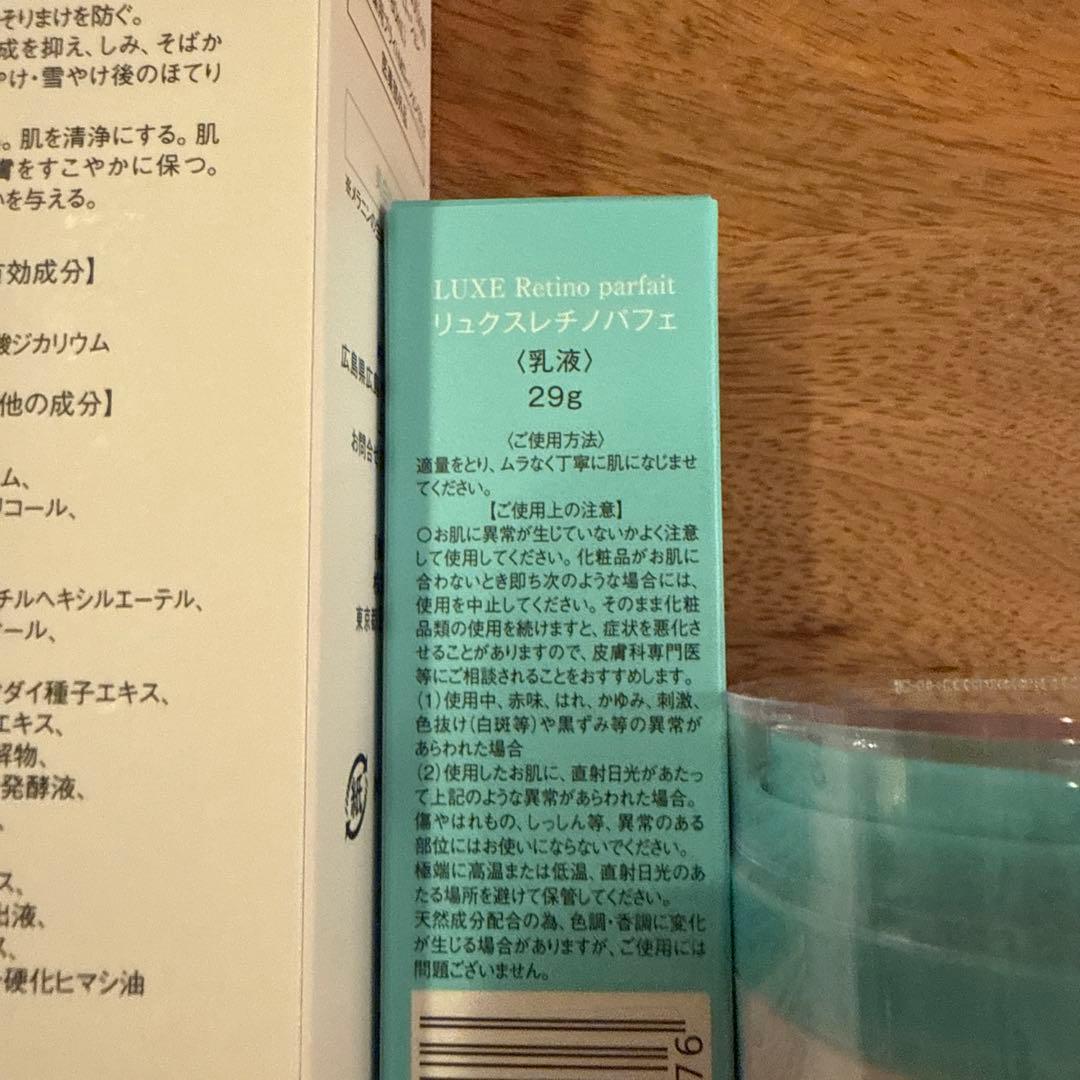 そりまけを防ぐ。
成を抑え、しみ、そばか
やけ・雪やけ後のほてり
。肌を清浄にする。肌
膚をすこやかに保つ。
いを与える。
有効成分】
酸ジカリウム
他の成分】
ム、
リコール、
チルヘキシルエーテル、
ール、
ダイ種子エキス、
エキス、
解物、
発酵液、
ス、
出液、
ス、
硬化ヒマシ油
広島県広島
お問合せ
東京都
紙
LUXE Retino parfait
リュクスレチノパフェ
〈乳液〉
29g
〈ご使用方法〉
適量をとり、ムラなく丁寧に肌になじませ
てください。
【ご使用上の注意】
○お肌に異常が生じていないかよく注意
して使用してください。化粧品がお肌に
合わないとき即ち次のような場合には、
使用を中止してください。そのまま化粧
品類の使用を続けますと、症状を悪化さ
せることがありますので、皮膚科専門医
等にご相談されることをおすすめします。
(1)使用中、赤味、はれ、かゆみ、刺激、
色抜け(白斑等)や黒ずみ等の異常が
あらわれた場合
(2)使用したお肌に、直射日光があたっ
て上記のような異常があらわれた場合。
傷やはれもの、しっしん等、異常のある
部位にはお使いにならないでください。
極端に高温または低温、直射日光のあ
たる場所を避けて保管してください。
天然成分配合の為、色調・香調に変化
が生じる場合がありますが、ご使用には
問題ございません。
76